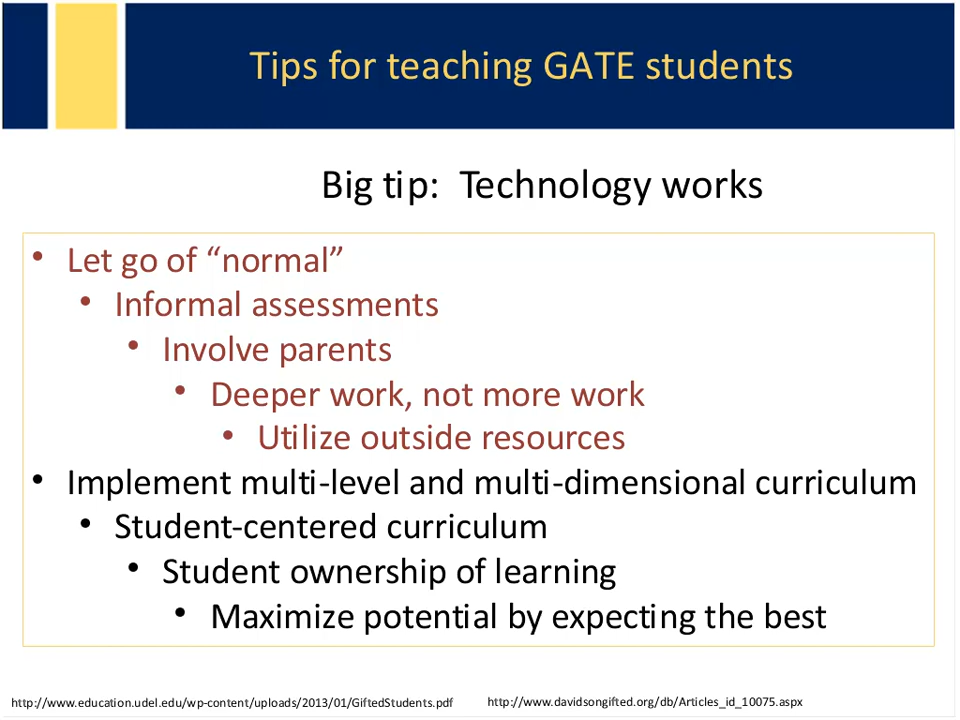 Tips for teaching GATE students
Big tip:  Technology works
• Let go of “normal”
• Informal assessments
• Involve parents
• Deeper work, not more work
• Utilize outside resources
• Implement multi-level and multi-dimensional curriculum
• Student-centered curriculum
• Student ownership of learning
• Maximize potential by expecting the best
http://www.education.udel.edu/wp-content/uploads/2013/01/GiftedStudents.pdf
http://www.davidsongifted.org/db/Articles_id_10075.aspx